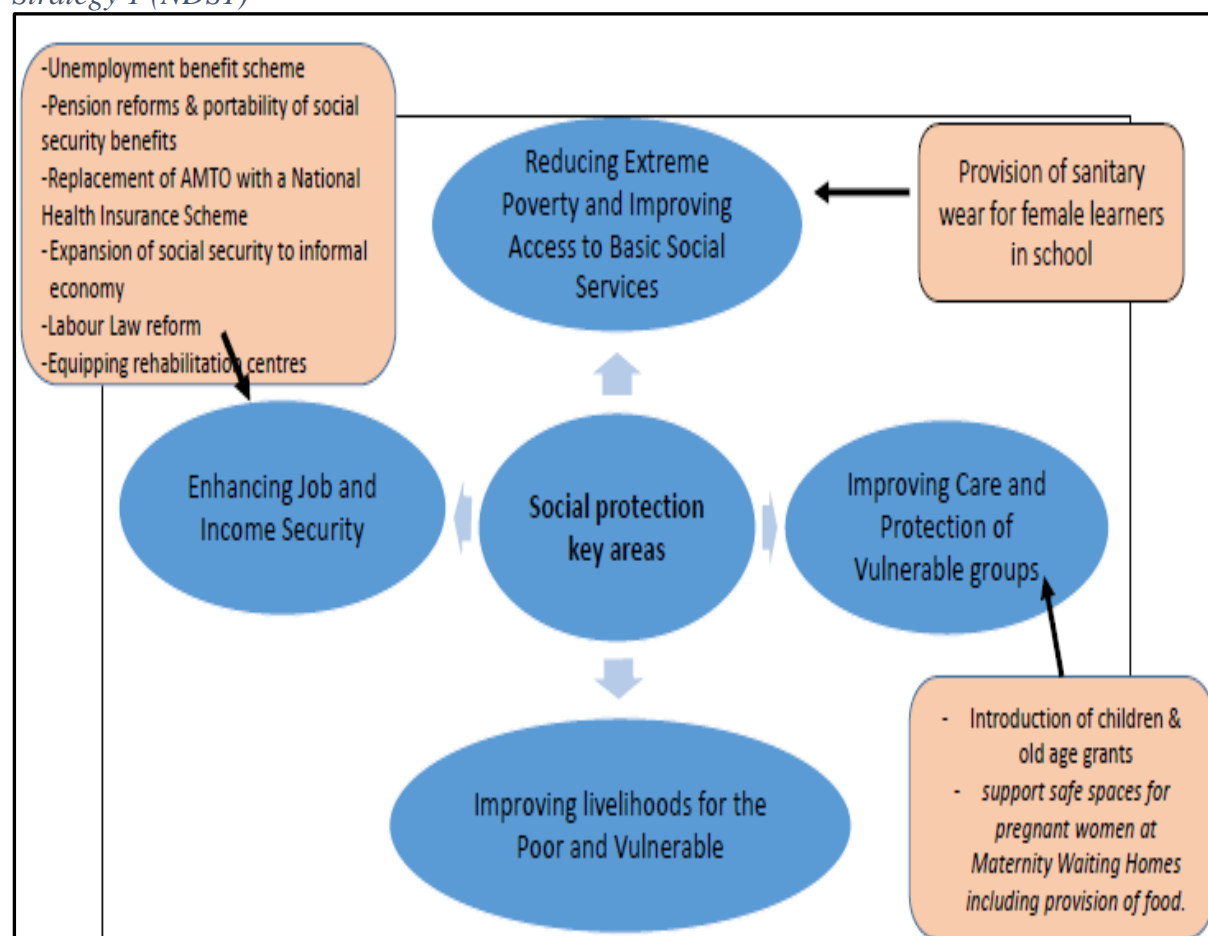 Strategy 1 (NDS1)
-Unemployment benefit scheme
-Pension reforms & portability of social
security benefits
-Replacement of AMTO with a National
Health Insurance Scheme
-Expansion of social security to informal
economy
-Labour Law reform
-Equipping rehabilitation centres
Reducing Extreme
Poverty and Improving
Access to Basic Social
Services
Provision of sanitary
wear for female learners
in school
Enhancing Job and
Income Security
Social protection
key areas
Improving Care and
Protection of
Vulnerable groups
Improving livelihoods for the
Poor and Vulnerable
- Introduction of children &
old age grants
- support safe spaces for
pregnant women at
Maternity Waiting Homes
including provision of food.